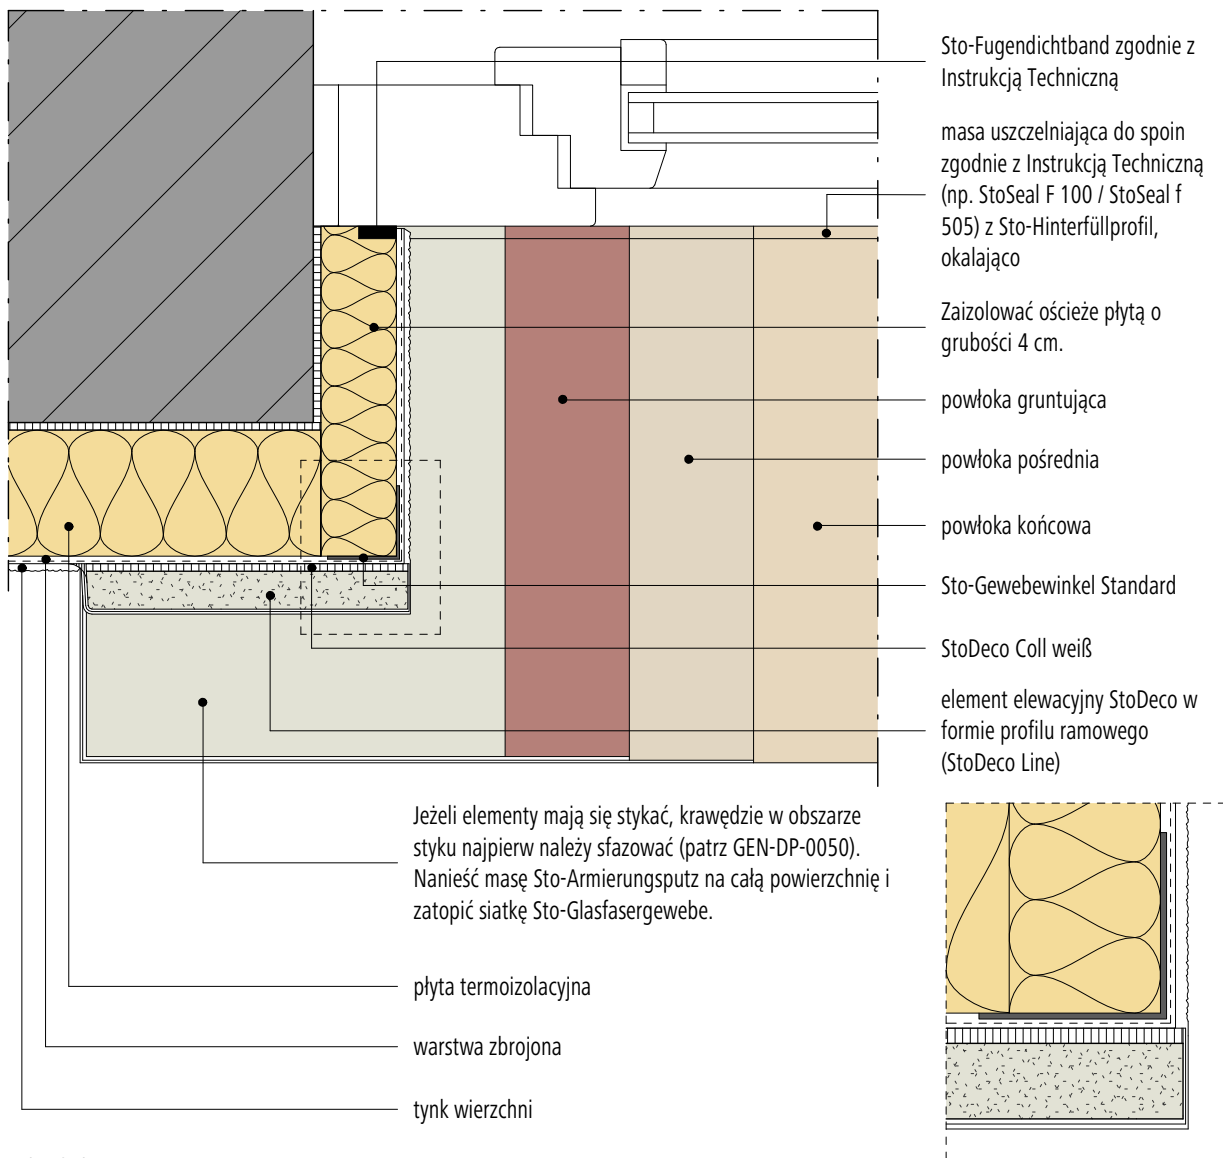 Sto-Fugendichtband zgodnie z
Instrukcją Techniczną
masa uszczelniająca do spoin
zgodnie z Instrukcją Techniczną
(np. StoSeal F 100 / StoSeal f
505) z Sto-Hinterfüllprofil,
okalająco
Zaizolować ościeże płytą o
grubości 4 cm.
powłoka gruntująca
powłoka pośrednia
powłoka końcowa
Sto-Gewebewinkel Standard
StoDeco Coll weiß
element elewacyjny StoDeco w
formie profilu ramowego
(StoDeco Line)
Jeżeli elementy mają się stykać, krawędzie w obszarze
styku najpierw należy sfazować (patrz GEN-DP-0050).
Nanieść masę Sto-Armierungsputz na całą powierzchnię i
zatopić siatkę Sto-Glasfasergewebe.
płyta termoizolacyjna
warstwa zbrojona
tynk wierzchni